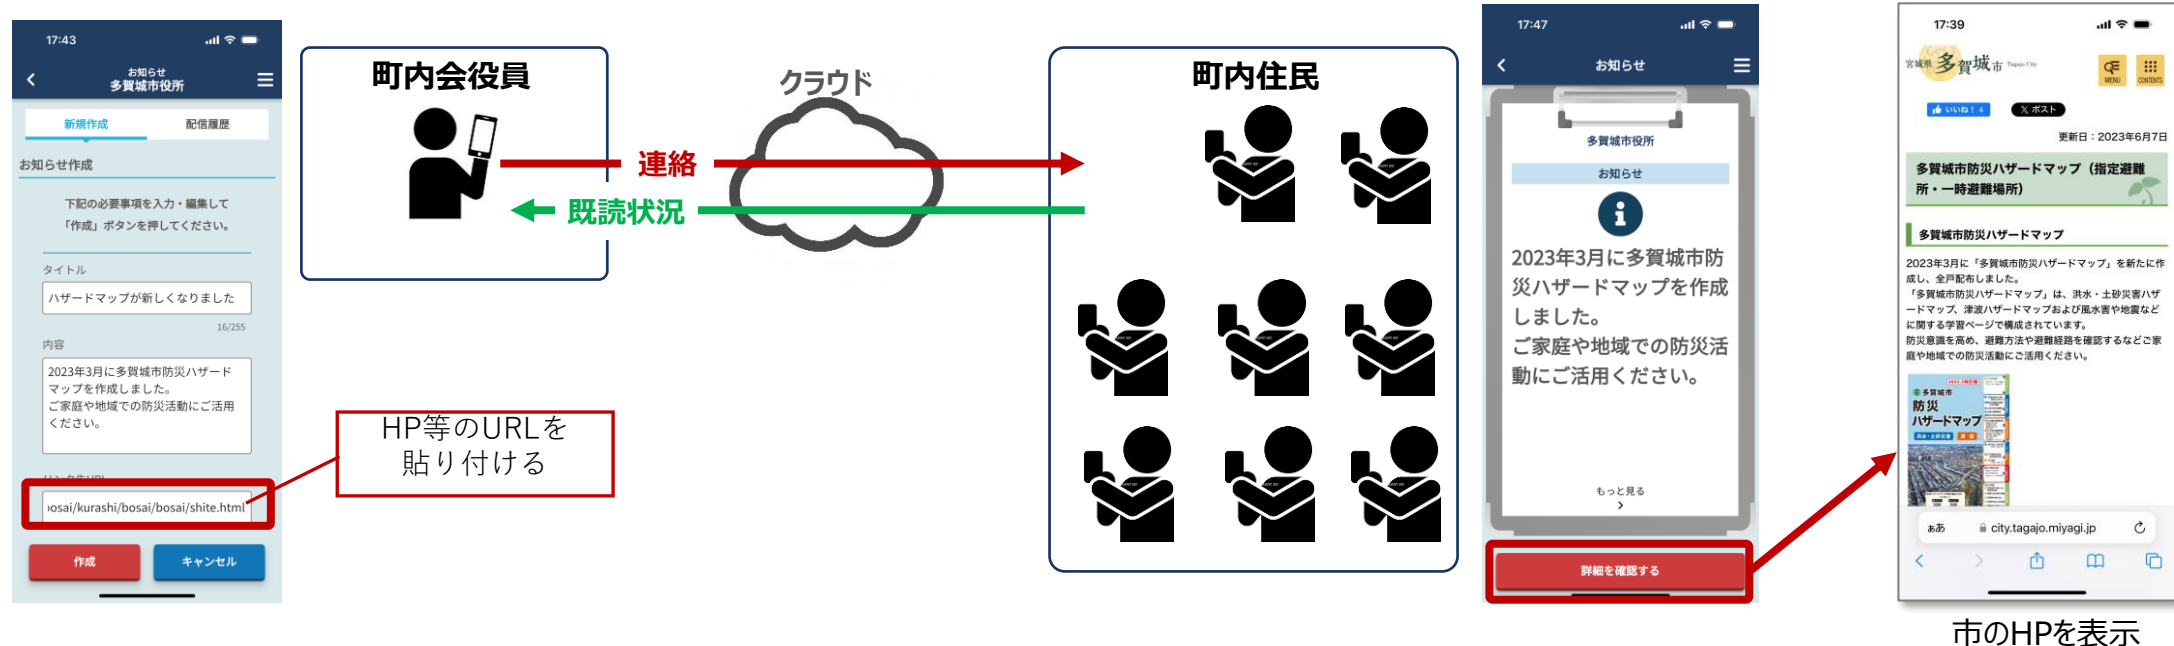 17:43
お知らせ
多賀城市役所
新規作成
配信履歴
お知らせ作成
下記の必要事項を入力・編集して
「作成」ボタンを押してください。
タイトル
ハザードマップが新しくなりました
16/255
内容
2023年3月に多賀城市防災ハザード
マップを作成しました。
ご家庭や地域での防災活動にご活用
ください。
リンク先URL
osai/kurashi/bosai/bosai/shite.html
作成
キャンセル
HP等のURLを
貼り付ける
町内会役員
クラウド
連絡
既読状況
町内住民
17:47
お知らせ
多賀城市役所
お知らせ
2023年3月に多賀城市防
災ハザードマップを作成
しました。
ご家庭や地域での防災活
動にご活用ください。
もっと見る
詳細を確認する
17:39
宮城県 多賀城市 Tagajo City
MENU
CONTENTS
いいね! 4
X ポスト
更新日:2023年6月7日
多賀城市防災ハザードマップ(指定避難
所・一時避難場所)
多賀城市防災ハザードマップ
2023年3月に「多賀城市防災ハザードマップ」を新たに作
成し、全戸配布しました。
「多賀城市防災ハザードマップ」は、洪水・土砂災害ハザ
ードマップ、津波ハザードマップおよび風水害や地震など
に関する学習ページで構成されています。
防災意識を高め、避難方法や避難経路を確認するなどご家
庭や地域での防災活動にご活用ください。
多賀城市
防災
ハザードマップ
ぁあ
city.tagajo.miyagi.jp
市のHPを表示